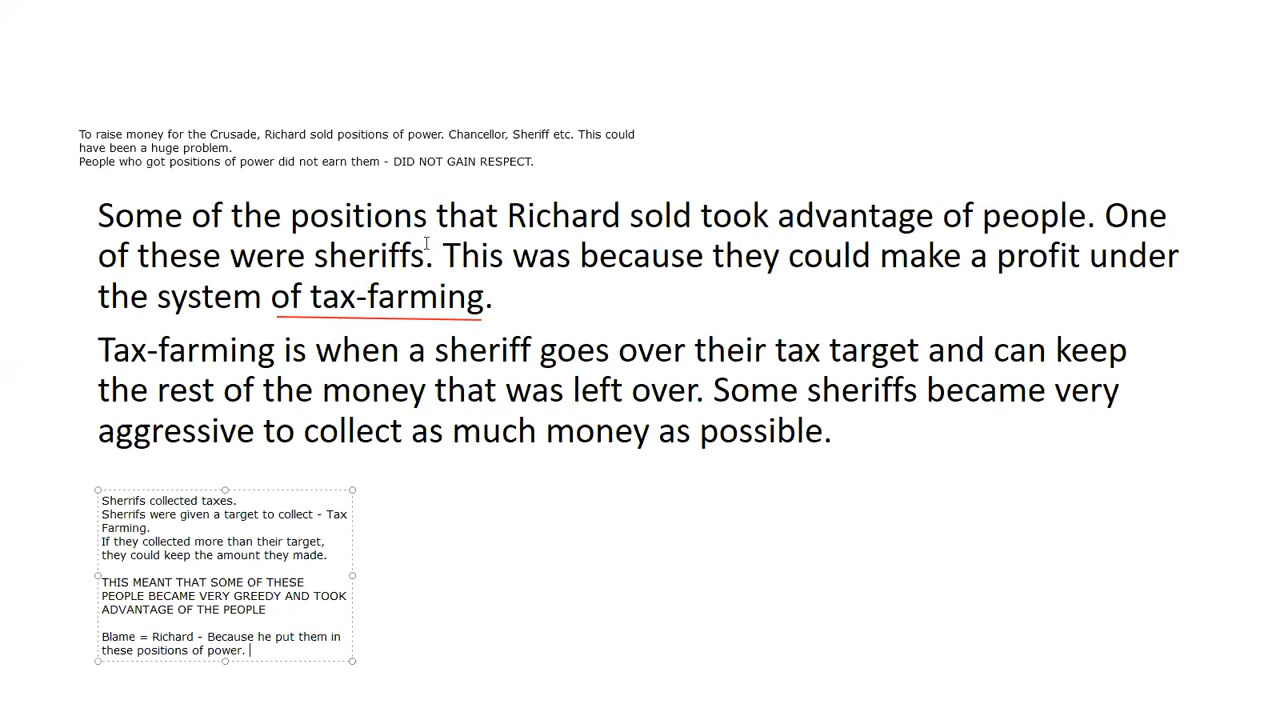 To raise money for the Crusade, Richard sold positions of power. Chancellor, Sheriff etc. This could
have been a huge problem.
People who got positions of power did not earn them - DID NOT GAIN RESPECT.
Some of the positions that Richard sold took advantage of people. One
of these were sheriffs. This was because they could make a profit under
the system of tax-farming.
Tax-farming is when a sheriff goes over their tax target and can keep
the rest of the money that was left over. Some sheriffs became very
aggressive to collect as much money as possible.
Sherrifs collected taxes.
Sherrifs were given a target to collect - Tax
Farming.
If they collected more than their target,
they could keep the amount they made.
THIS MEANT THAT SOME OF THESE
PEOPLE BECAME VERY GREEDY AND TOOK
ADVANTAGE OF THE PEOPLE
Blame = Richard - Because he put them in
these positions of power.